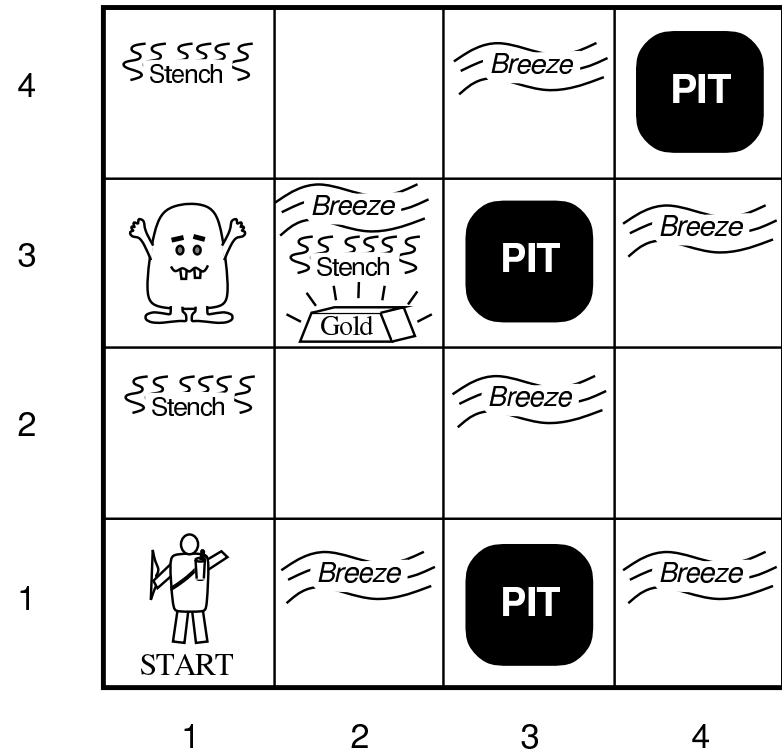 4
Stench
Breeze
PIT
3
Breeze
Stench
Gold
PIT
Breeze
2
Stench
Breeze
1
START
Breeze
PIT
Breeze
1 2 3 4